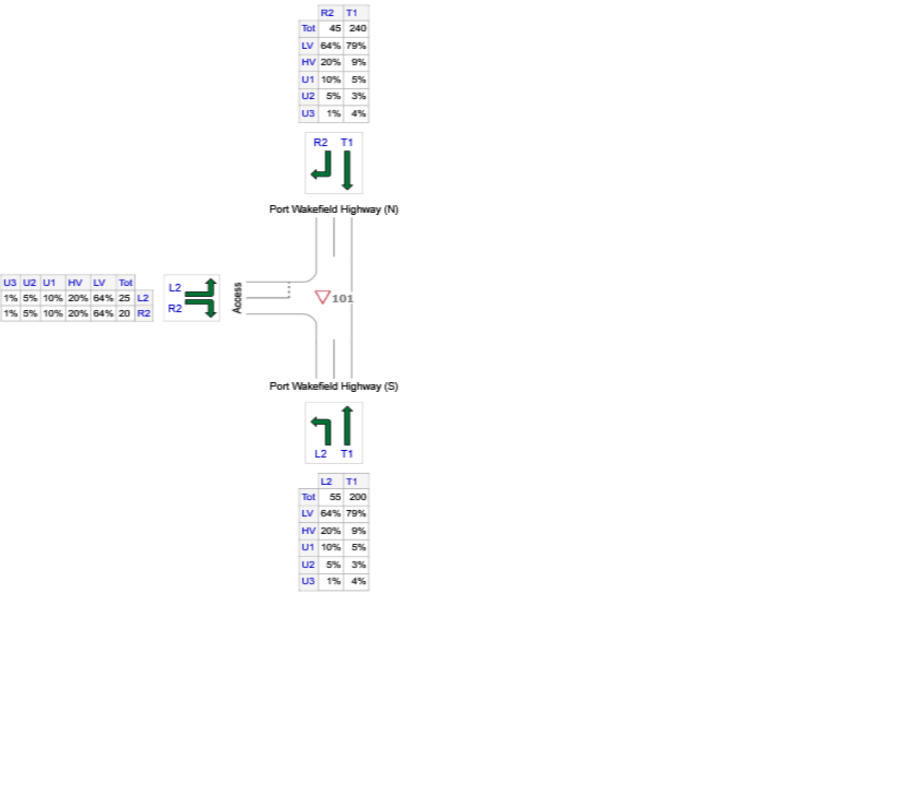 R2 T1
Tot 45 240
LV 64% 79%
HV 20% 9%
U1 10% 5%
U2 5% 3%
U3 1% 4%
R2 T1
Port Wakefield Highway (N)
U3 U2 U1 HV LV Tot
1% 5% 10% 20% 64% 25 L2
1% 5% 10% 20% 64% 20 R2
L2
R2
Access
101
Port Wakefield Highway (S)
L2 T1
L2 T1
Tot 55 200
LV 64% 79%
HV 20% 9%
U1 10% 5%
U2 5% 3%
U3 1% 4%